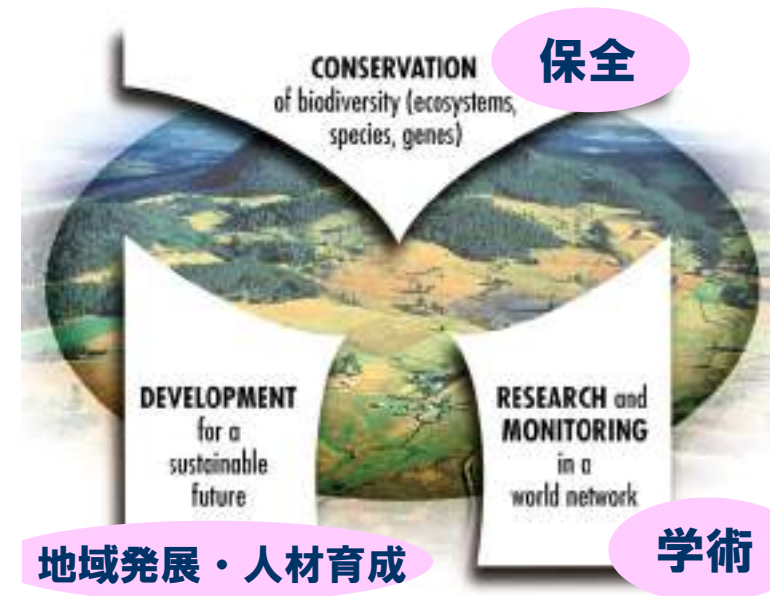 CONSERVATION
of biodiversity (ecosystems,
species, genes)
保全
DEVELOPMENT
for a
sustainable
future
地域発展・人材育成
RESEARCH and
MONITORING
in a
world network
学術